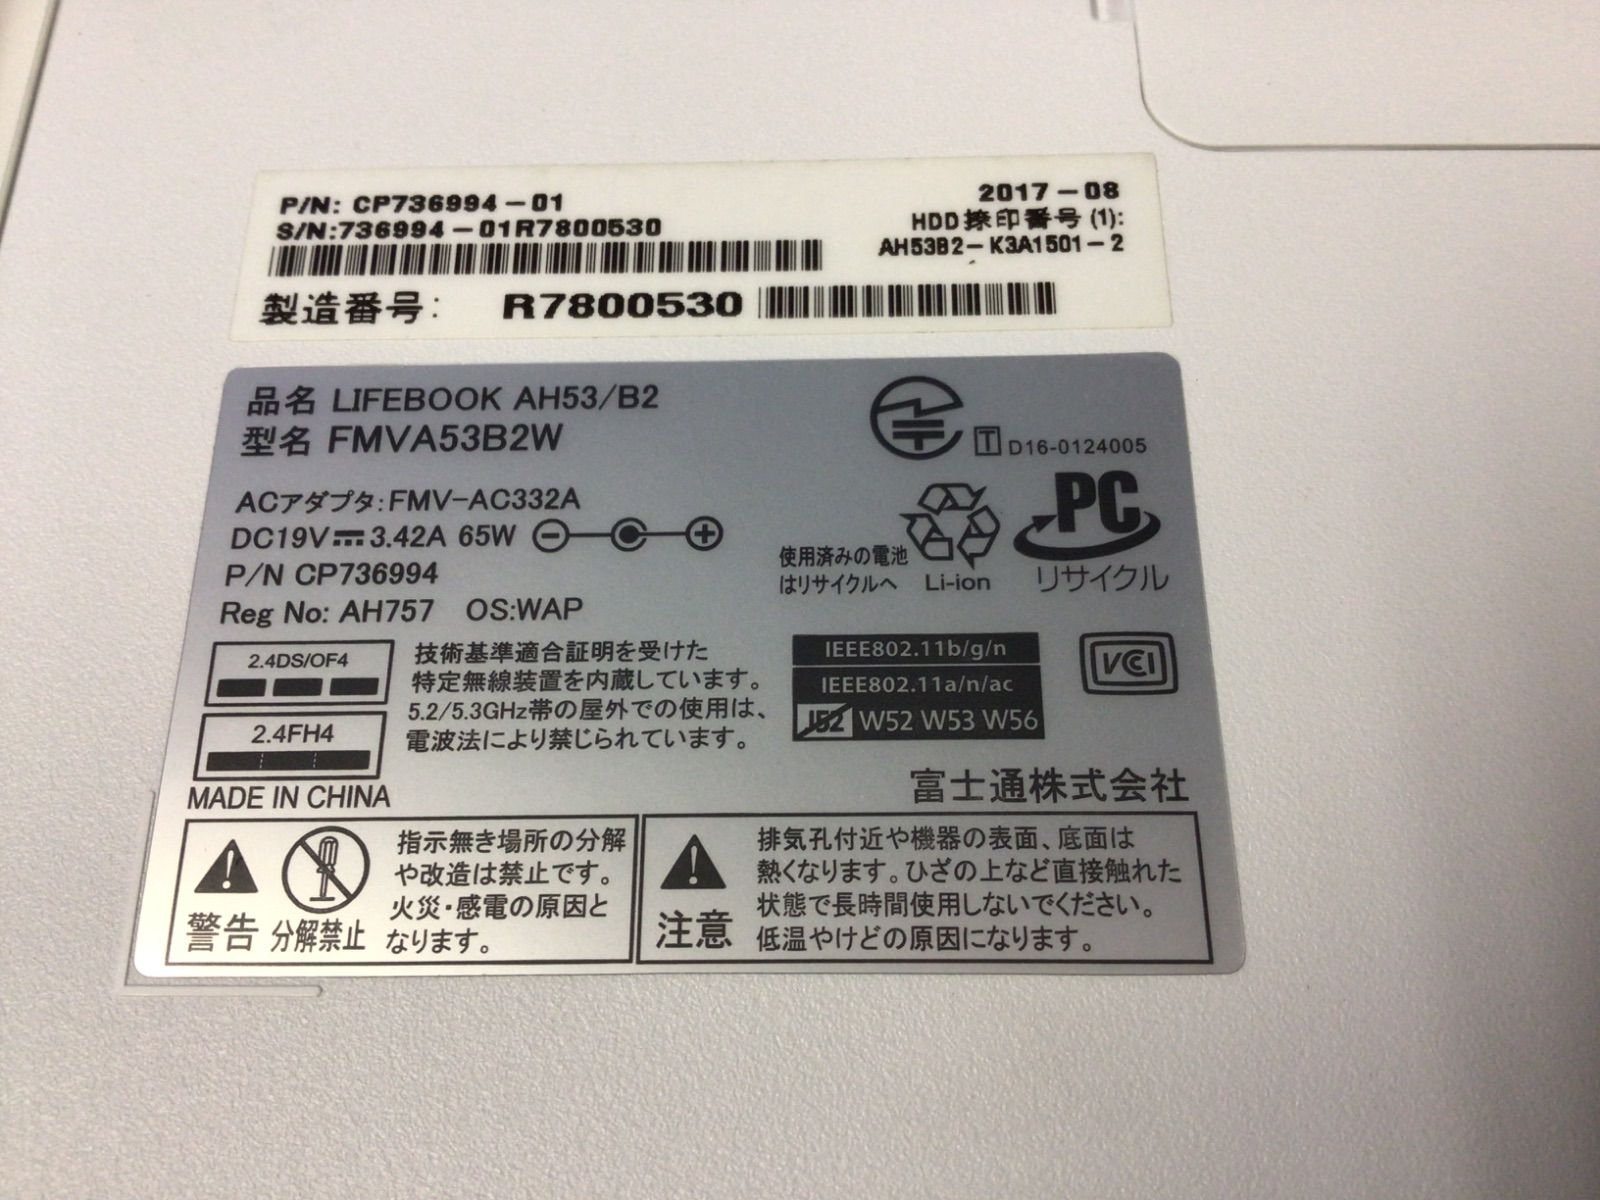 P/N: CP736994-01
S/N:736994-01R7800530
2017-08
HDD捺印番号(1):
AH53B2-K3A1501-2
製造番号: R7800530
品名 LIFEBOOK AH53/B2
型名 FMVA53B2W
T D16-0124005
ACアダプタ:FMV-AC332A
DC19V 3.42A 65W
P/N CP736994
Reg No: AH757 OS:WAP
使用済みの電池
はリサイクルへ
Li-ion
PC
リサイクル
2.4DS/OF4
2.4FH4
技術基準適合証明を受けた
特定無線装置を内蔵しています。
5.2/5.3GHz帯の屋外での使用は、
電波法により禁じられています。
IEEE802.11b/g/n
IEEE802.11a/n/ac
J52 W52 W53 W56
VCCI
MADE IN CHINA
富士通株式会社
警告
分解禁止
指示無き場所の分解
や改造は禁止です。
火災・感電の原因と
なります。
注意
排気孔付近や機器の表面、底面は
熱くなります。ひざの上など直接触れた
状態で長時間使用しないでください。
低温やけどの原因になります。